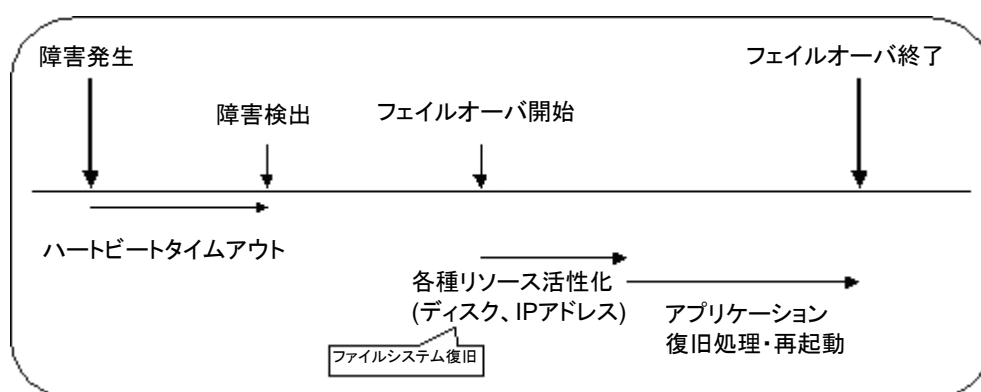 障害発生
フェイルオーバ終了
障害検出
フェイルオーバ開始
ハートビートタイムアウト
各種リソース活性化
(ディスク、IPアドレス)
アプリケーション
復旧処理・再起動
ファイルシステム復旧